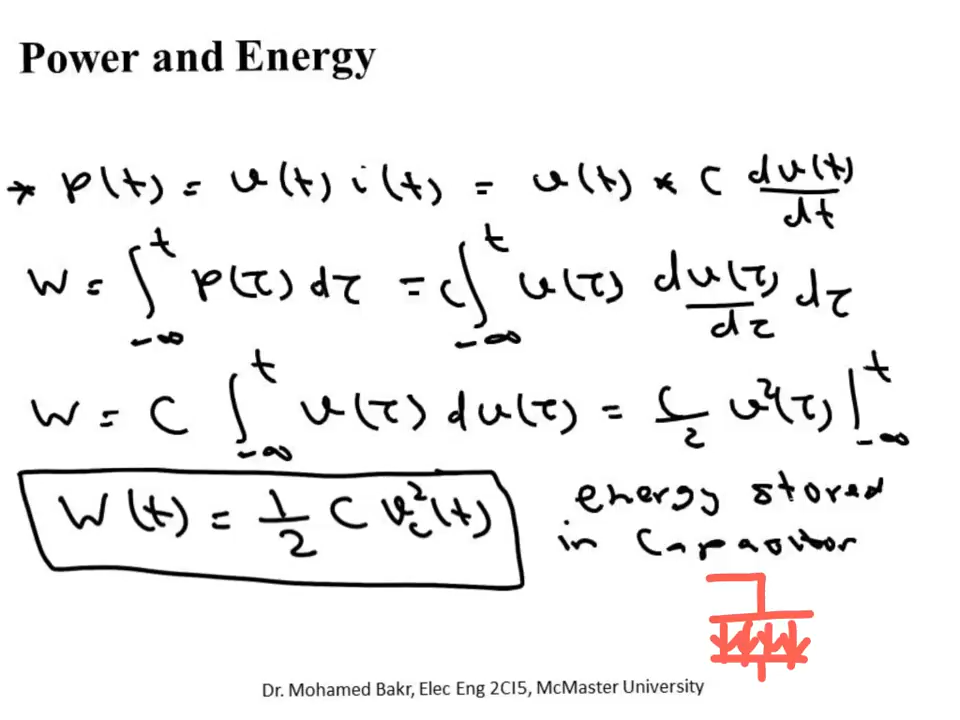 Power and Energy
* p(t) = v(t) i(t) = v(t) * C dv(t)/dt
W = ∫_{-∞}^{t} p(τ) dτ = C ∫_{-∞}^{t} v(τ) dv(τ)/dτ dτ
W = C ∫_{-∞}^{t} v(τ) dv(τ) = C/2 v²(τ) |_{-∞}^{t}
W(t) = 1/2 C v_c²(t)
energy stored
in Capacitor
Dr. Mohamed Bakr, Elec Eng 2CI5, McMaster University